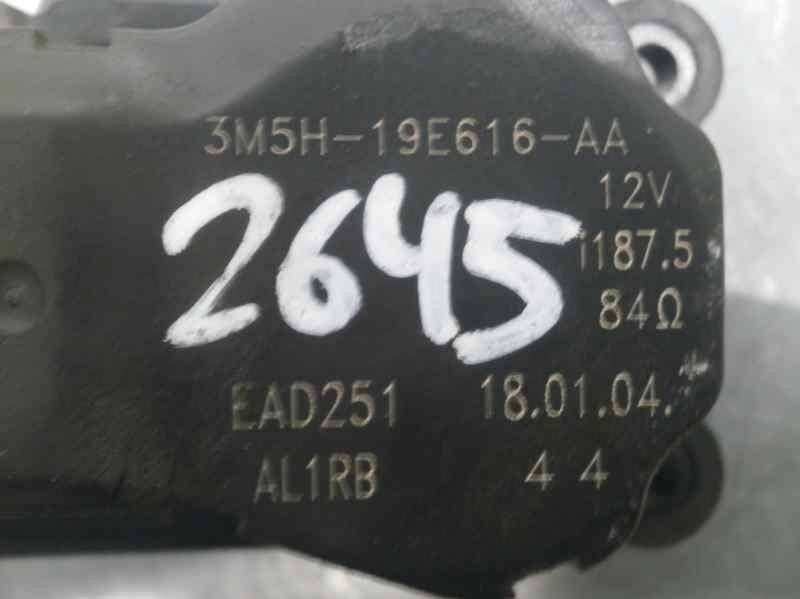 3M5H-19E616-AA
12V
2645
i187.5
84Ω
EAD251 18.01.04.
AL1RB 4 4